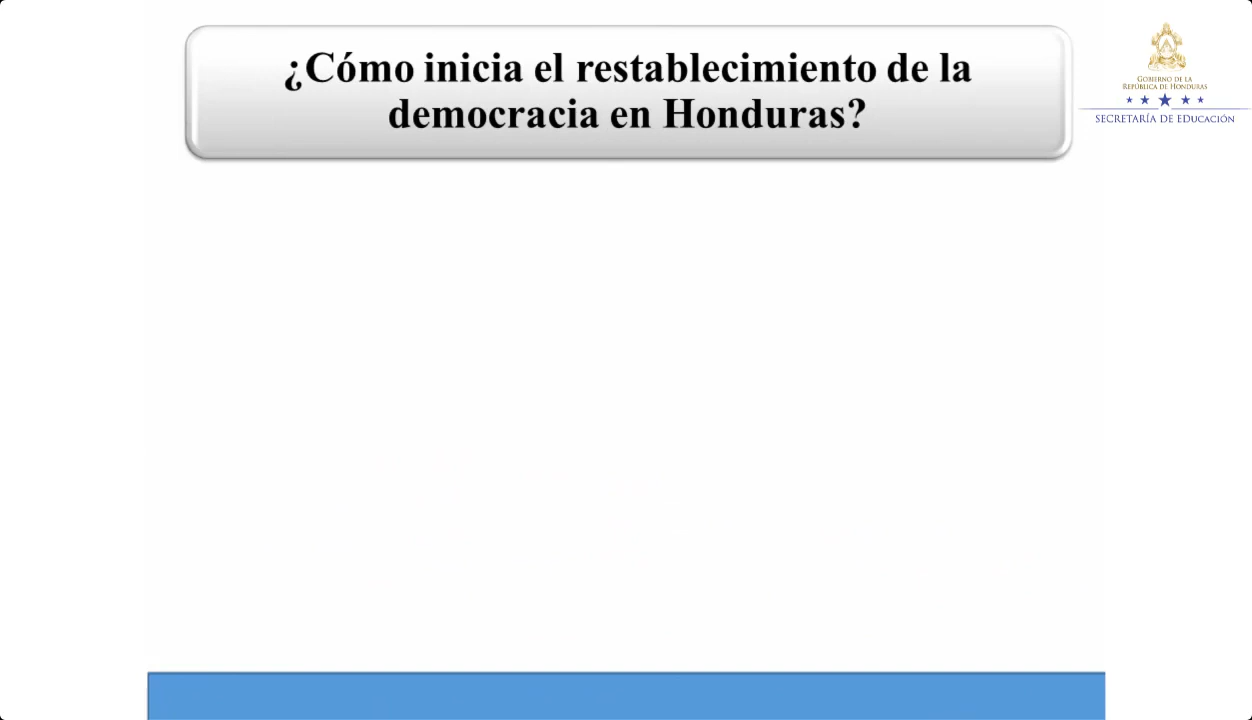 ¿Cómo inicia el restablecimiento de la
democracia en Honduras?
GOBIERNO DE LA
REPÚBLICA DE HONDURAS
SECRETARÍA DE EDUCACIÓN